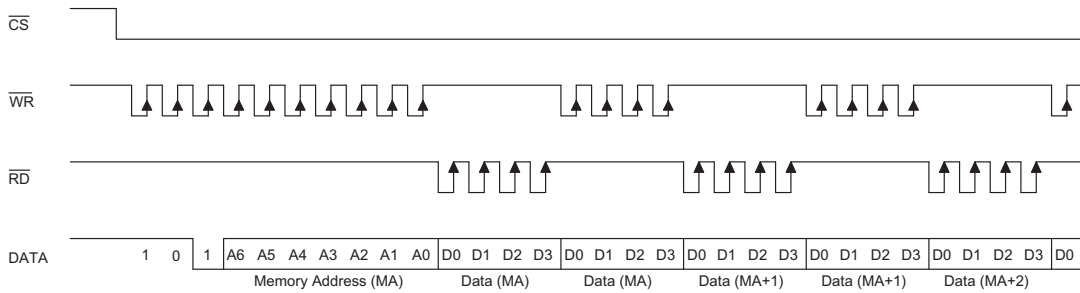 CS
WR
RD
DATA 1 0 1 A6 A5 A4 A3 A2 A1 A0 D0 D1 D2 D3 D0 D1 D2 D3 D0 D1 D2 D3 D0 D1 D2 D3 D0 D1 D2 D3 D0
Memory Address (MA) Data (MA) Data (MA) Data (MA+1) Data (MA+1) Data (MA+2)